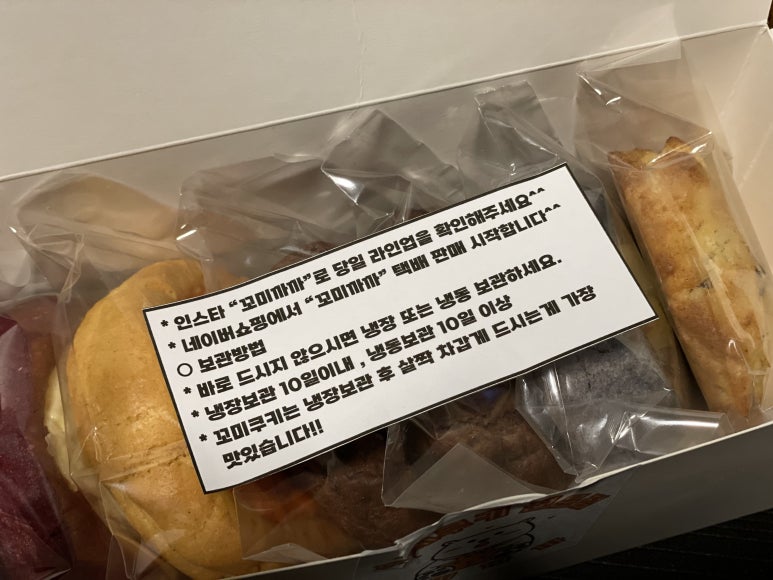 * 인스타 “꼬미까까”로 당일 라인업을 확인해주세요^^
* 네이버쇼핑에서 “꼬미까까” 택배 판매 시작합니다^^
○ 보관방법
* 바로 드시지 않으시면 냉장 또는 냉동 보관하세요.
* 냉장보관 10일이내 , 냉동보관 10일 이상
* 꼬미쿠키는 냉장보관 후 살짝 차갑게 드시는게 가장
맛있습니다!!